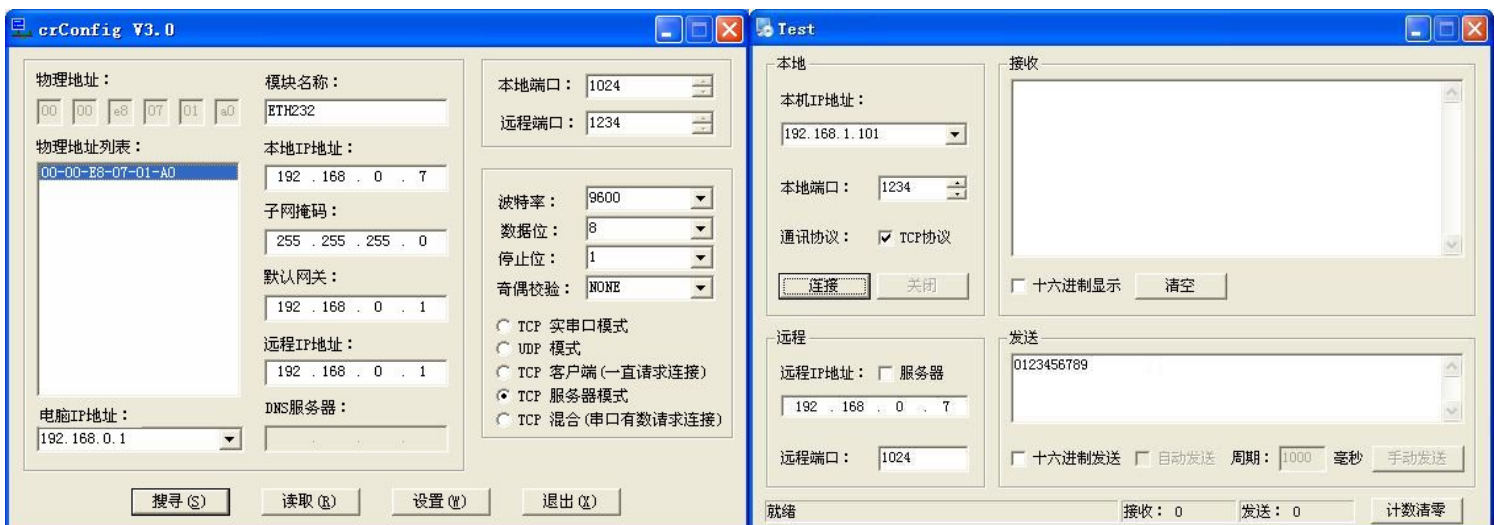 crConfig V3.0
物理地址：
00 00 e8 07 01 a0
物理地址列表：
00-00-E8-07-01-A0
电脑IP地址：
192.168.0.1
模块名称：
ETH232
本地IP地址：
192 . 168 . 0 . 7
子网掩码：
255 . 255 . 255 . 0
默认网关：
192 . 168 . 0 . 1
远程IP地址：
192 . 168 . 0 . 1
DNS服务器：
本地端口： 1024
远程端口： 1234
波特率： 9600
数据位： 8
停止位： 1
奇偶校验： NONE
TCP 实串口模式
UDP 模式
TCP 客户端(一直请求连接)
TCP 服务器模式
TCP 混合(串口有数请求连接)
搜寻(S) 读取(R) 设置(W) 退出(X)
Test
本地
本机IP地址：
192.168.1.101
本地端口： 1234
通讯协议： TCP协议
连接 关闭
接收
十六进制显示 清空
远程
远程IP地址： 服务器
192 . 168 . 0 . 7
远程端口： 1024
发送
0123456789
十六进制发送 自动发送 周期： 1000 毫秒 手动发送
就绪 接收： 0 发送： 0 计数清零